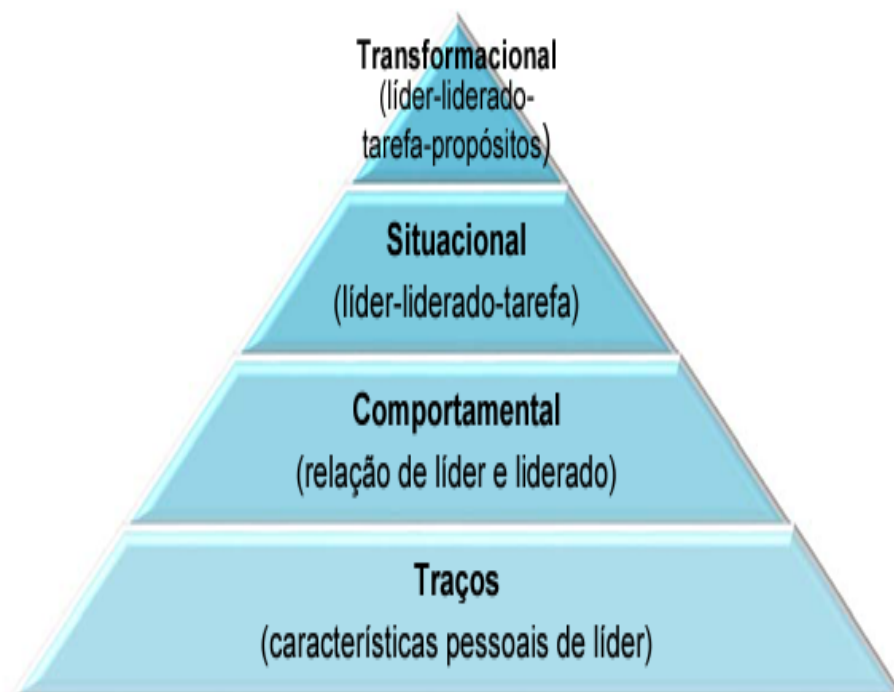 Transformacional
(líder-liderado-
tarefa-propósitos)
Situacional
(líder-liderado-tarefa)
Comportamental
(relação de líder e liderado)
Traços
(características pessoais de líder)